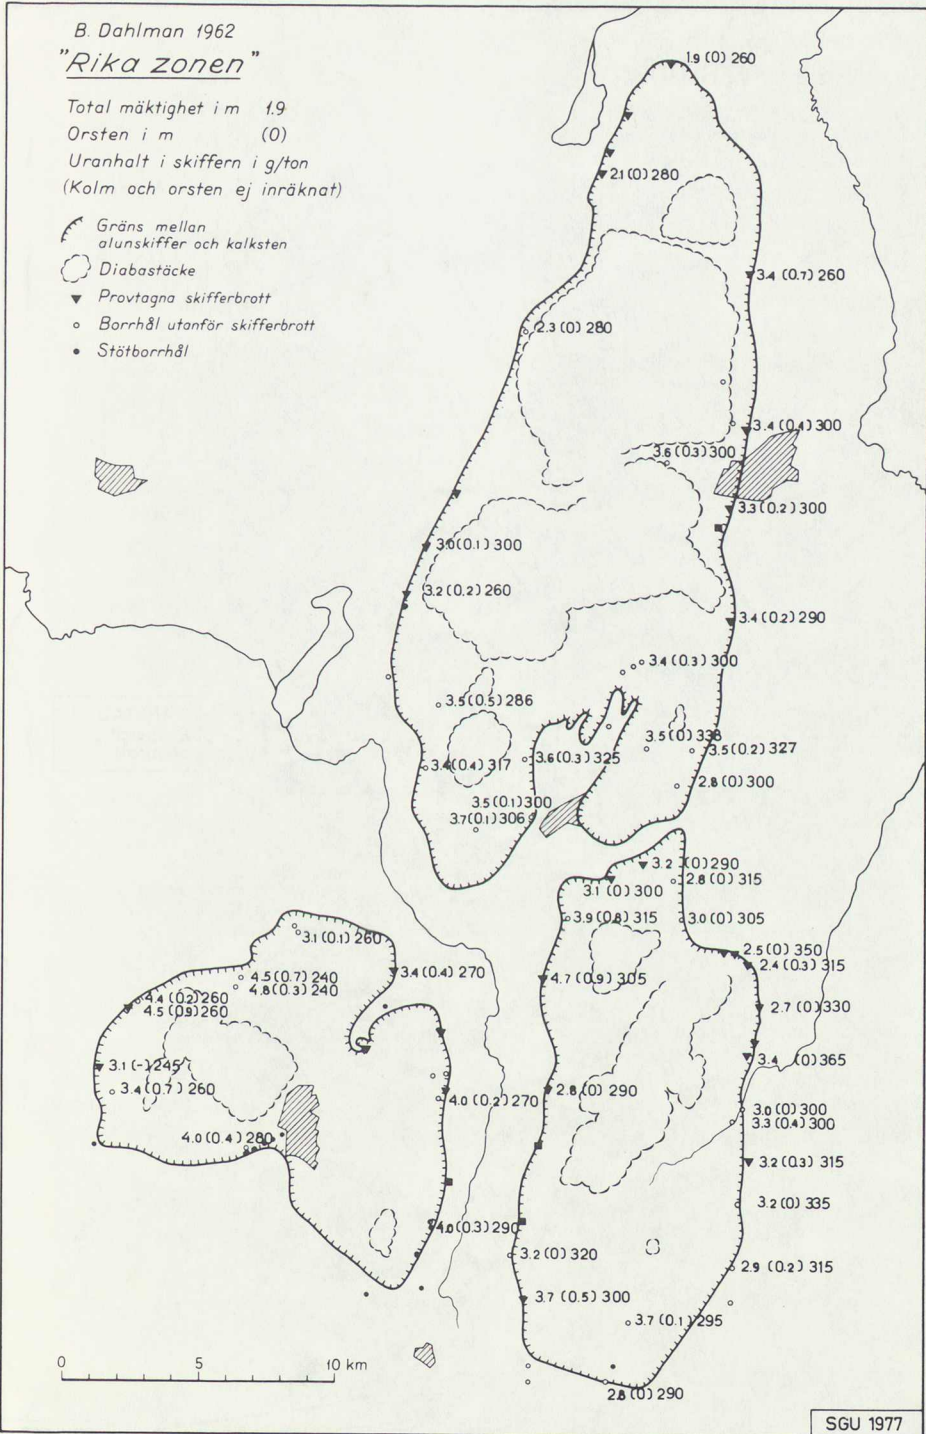 B. Dahlman 1962
"Rika zonen"
Total mäktighet i m 1.9
Orsten i m (0)
Uranhalt i skiffern i g/ton
(Kolm och orsten ej inräknat)
Gräns mellan
alunskiffer och kalksten
Diabastäcke
Provtagna skifferbrott
Borrhål utanför skifferbrott
Stötborrhål
1.9 (0) 260
2.1 (0) 280
3.4 (0.7) 260
2.3 (0) 280
3.4 (0.4) 300
3.6 (0.3) 300
3.3 (0.2) 300
3.0 (0.1) 300
3.2 (0.2) 260
3.4 (0.2) 290
3.4 (0.3) 300
3.5 (0.5) 286
3.5 (0) 338
3.5 (0.2) 327
3.6 (0.3) 325
3.4 (0.4) 317
2.8 (0) 300
3.5 (0.1) 300
3.7 (0.1) 306
3.2 (0) 290
2.8 (0) 315
3.1 (0) 300
3.9 (0.8) 315
3.0 (0) 305
3.1 (0.1) 260
2.5 (0) 350
2.4 (0.3) 315
3.4 (0.4) 270
4.5 (0.7) 240
4.8 (0.3) 240
4.7 (0.9) 305
4.4 (0.2) 260
4.5 (0.9) 260
2.7 (0) 330
3.4 (0) 365
3.1 (-) 245
3.4 (0.7) 260
2.8 (0) 290
4.0 (0.2) 270
3.0 (0) 300
3.3 (0.4) 300
4.0 (0.4) 280
3.2 (0.3) 315
3.2 (0) 335
4.0 (0.3) 290
3.2 (0) 320
2.9 (0.2) 315
3.7 (0.5) 300
3.7 (0.1) 295
2.8 (0) 290
0 5 10 km
SGU 1977